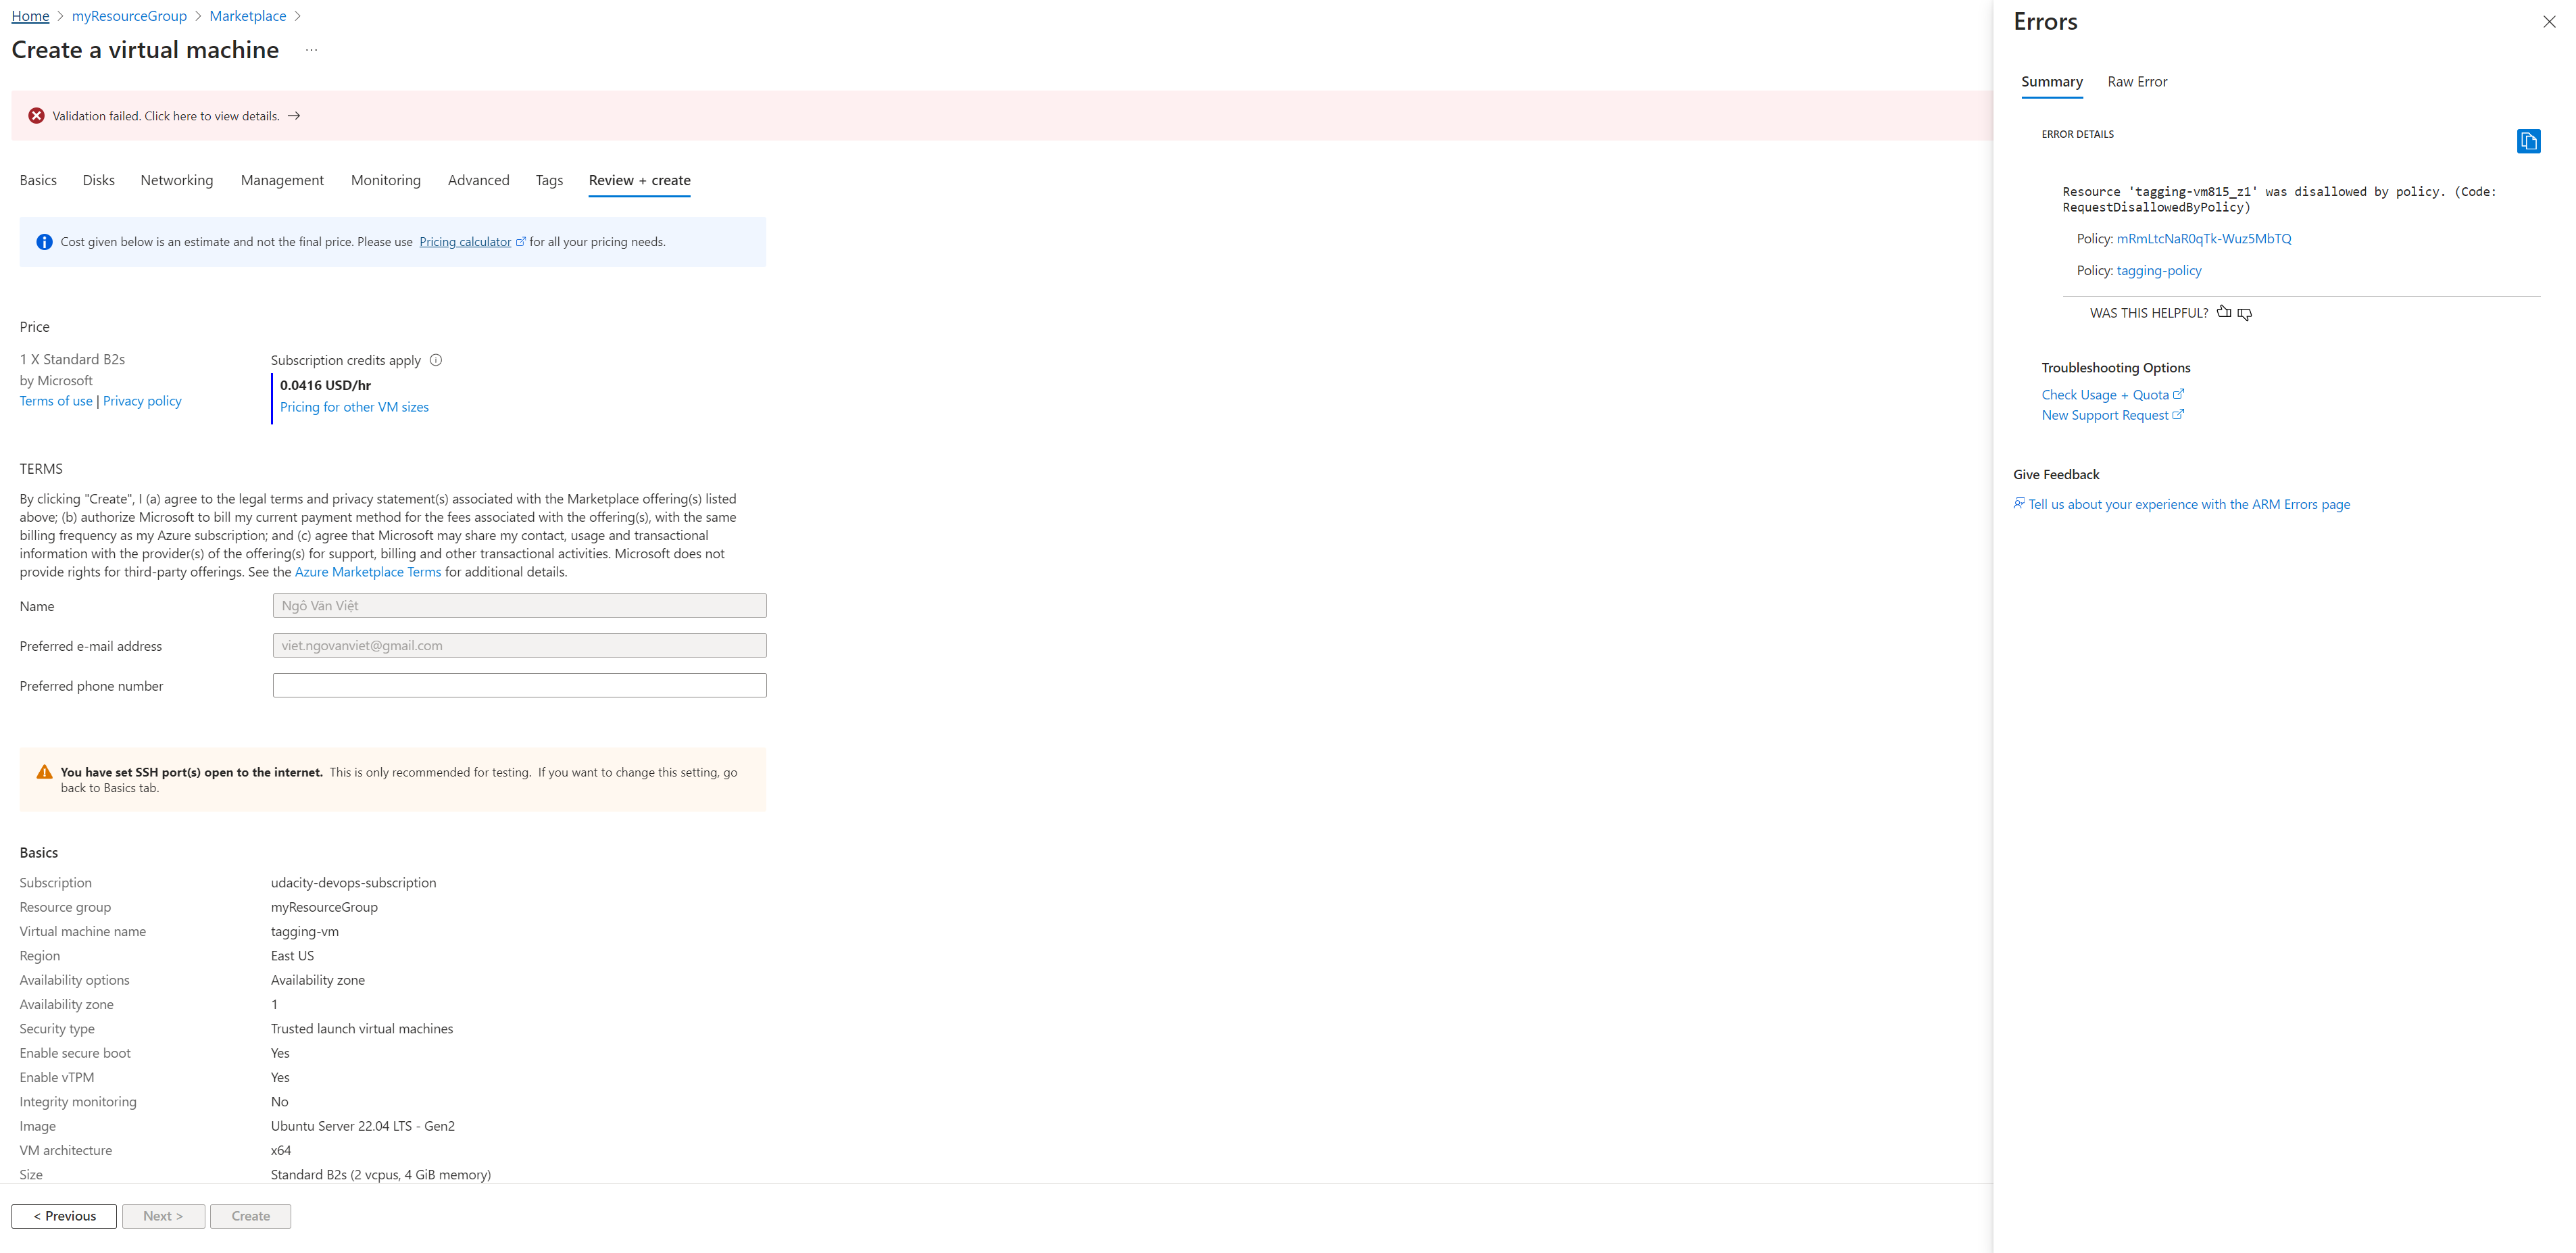 Home > myResourceGroup > Marketplace >
Create a virtual machine ...
Validation failed. Click here to view details. →
Basics Disks Networking Management Monitoring Advanced Tags Review + create
Cost given below is an estimate and not the final price. Please use Pricing calculator for all your pricing needs.
Price
1 X Standard B2s
by Microsoft
Terms of use | Privacy policy
Subscription credits apply
0.0416 USD/hr
Pricing for other VM sizes
TERMS
By clicking "Create", I (a) agree to the legal terms and privacy statement(s) associated with the Marketplace offering(s) listed
above; (b) authorize Microsoft to bill my current payment method for the fees associated with the offering(s), with the same
billing frequency as my Azure subscription; and (c) agree that Microsoft may share my contact, usage and transactional
information with the provider(s) of the offering(s) for support, billing and other transactional activities. Microsoft does not
provide rights for third-party offerings. See the Azure Marketplace Terms for additional details.
Name Ngô Văn Việt
Preferred e-mail address viet.ngovanviet@gmail.com
Preferred phone number
You have set SSH port(s) open to the internet. This is only recommended for testing. If you want to change this setting, go
back to Basics tab.
Basics
Subscription udacity-devops-subscription
Resource group myResourceGroup
Virtual machine name tagging-vm
Region East US
Availability options Availability zone
Availability zone 1
Security type Trusted launch virtual machines
Enable secure boot Yes
Enable vTPM Yes
Integrity monitoring No
Image Ubuntu Server 22.04 LTS - Gen2
VM architecture x64
Size Standard B2s (2 vcpus, 4 GiB memory)
< Previous Next > Create
Errors
Summary Raw Error
ERROR DETAILS
Resource 'tagging-vm815_z1' was disallowed by policy. (Code:
RequestDisallowedByPolicy)
Policy: mRmLtcNaR0qTk-Wuz5MbTQ
Policy: tagging-policy
WAS THIS HELPFUL?
Troubleshooting Options
Check Usage + Quota
New Support Request
Give Feedback
Tell us about your experience with the ARM Errors page